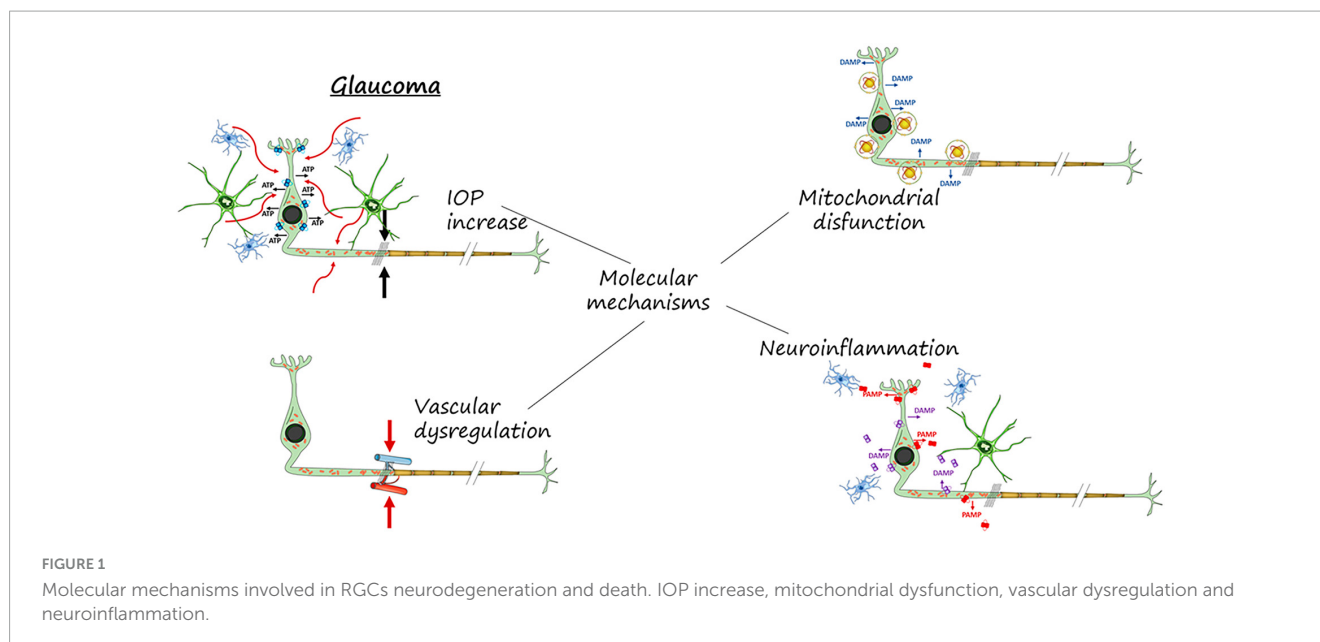 Glaucoma
ATP
ATP
ATP
ATP
ATP
ATP
ATP
IOP
increase
DAMP
DAMP
DAMP
DAMP
DAMP
DAMP
Mitochondrial
disfunction
Molecular
mechanisms
Vascular
dysregulation
Neuroinflammation
PAMP
DAMP
PAMP
DAMP
DAMP
PAMP
FIGURE 1
Molecular mechanisms involved in RGCs neurodegeneration and death. IOP increase, mitochondrial dysfunction, vascular dysregulation and
neuroinflammation.